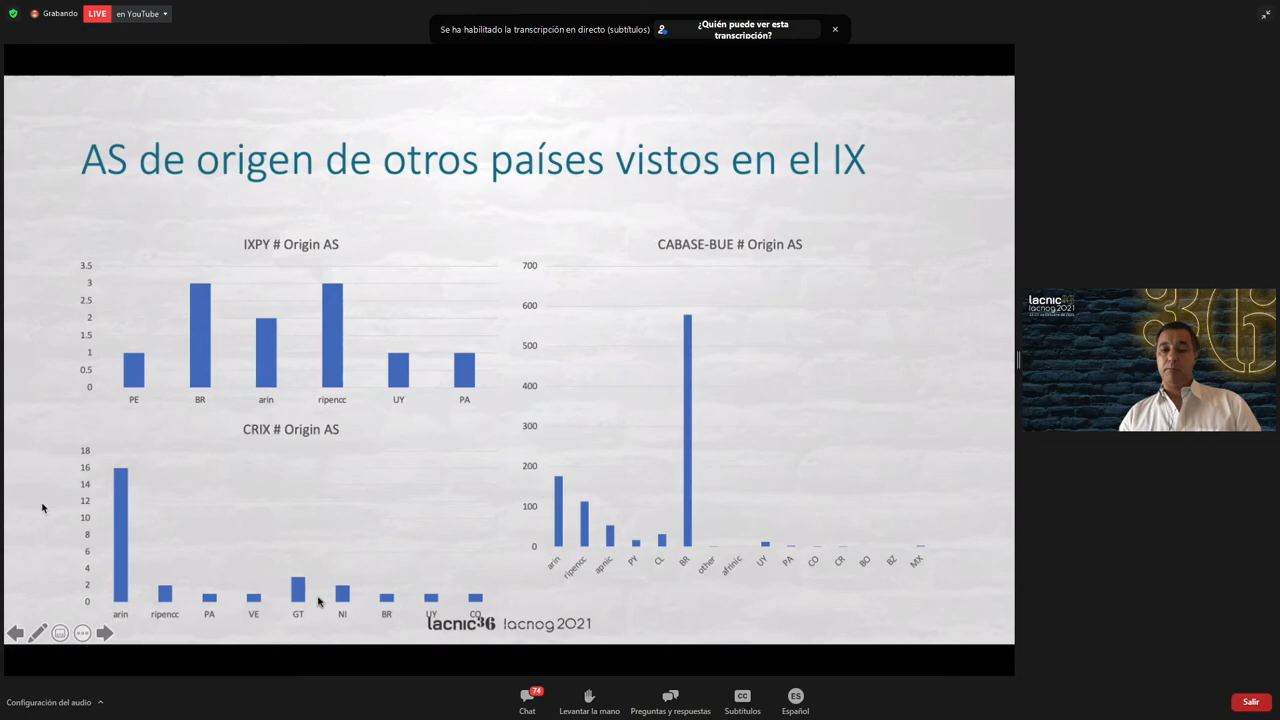 Grabando
LIVE
en YouTube
Se ha habilitado la transcripción en directo (subtítulos)
¿Quién puede ver esta
transcripción?
AS de origen de otros países vistos en el IX
IXPY # Origin AS
3.5
3
2.5
2
1.5
1
0.5
0
PE BR arin ripencc UY PA
CRIX # Origin AS
18
16
14
12
10
8
6
4
2
0
arin ripencc PA VE GT NI BR UY CO
CABASE-BUE # Origin AS
700
600
500
400
300
200
100
0
arin ripencc apnic PY CL BR other afrinic UY PA CO CR BO BZ MX
lacnic36 lacnog2021
lacnic36
lacnog2021
36
Configuración del audio
74
Chat
Levantar la mano
Preguntas y respuestas
CC
Subtítulos
ES
Español
Salir